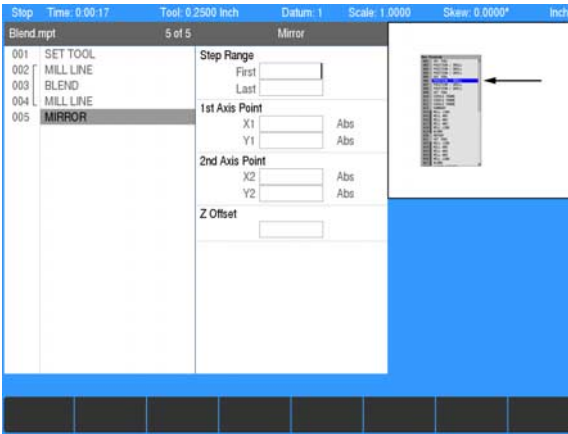 Stop Time: 0:00:17 Tool: 0.2500 Inch Datum: 1 Scale: 1.0000 Skew: 0.0000° Inch
Blend.mpt 5 of 5 Mirror
001 SET TOOL
002 MILL LINE
003 BLEND
004 MILL LINE
005 MIRROR
Step Range
First
Last
1st Axis Point
X1 Abs
Y1 Abs
2nd Axis Point
X2 Abs
Y2 Abs
Z Offset